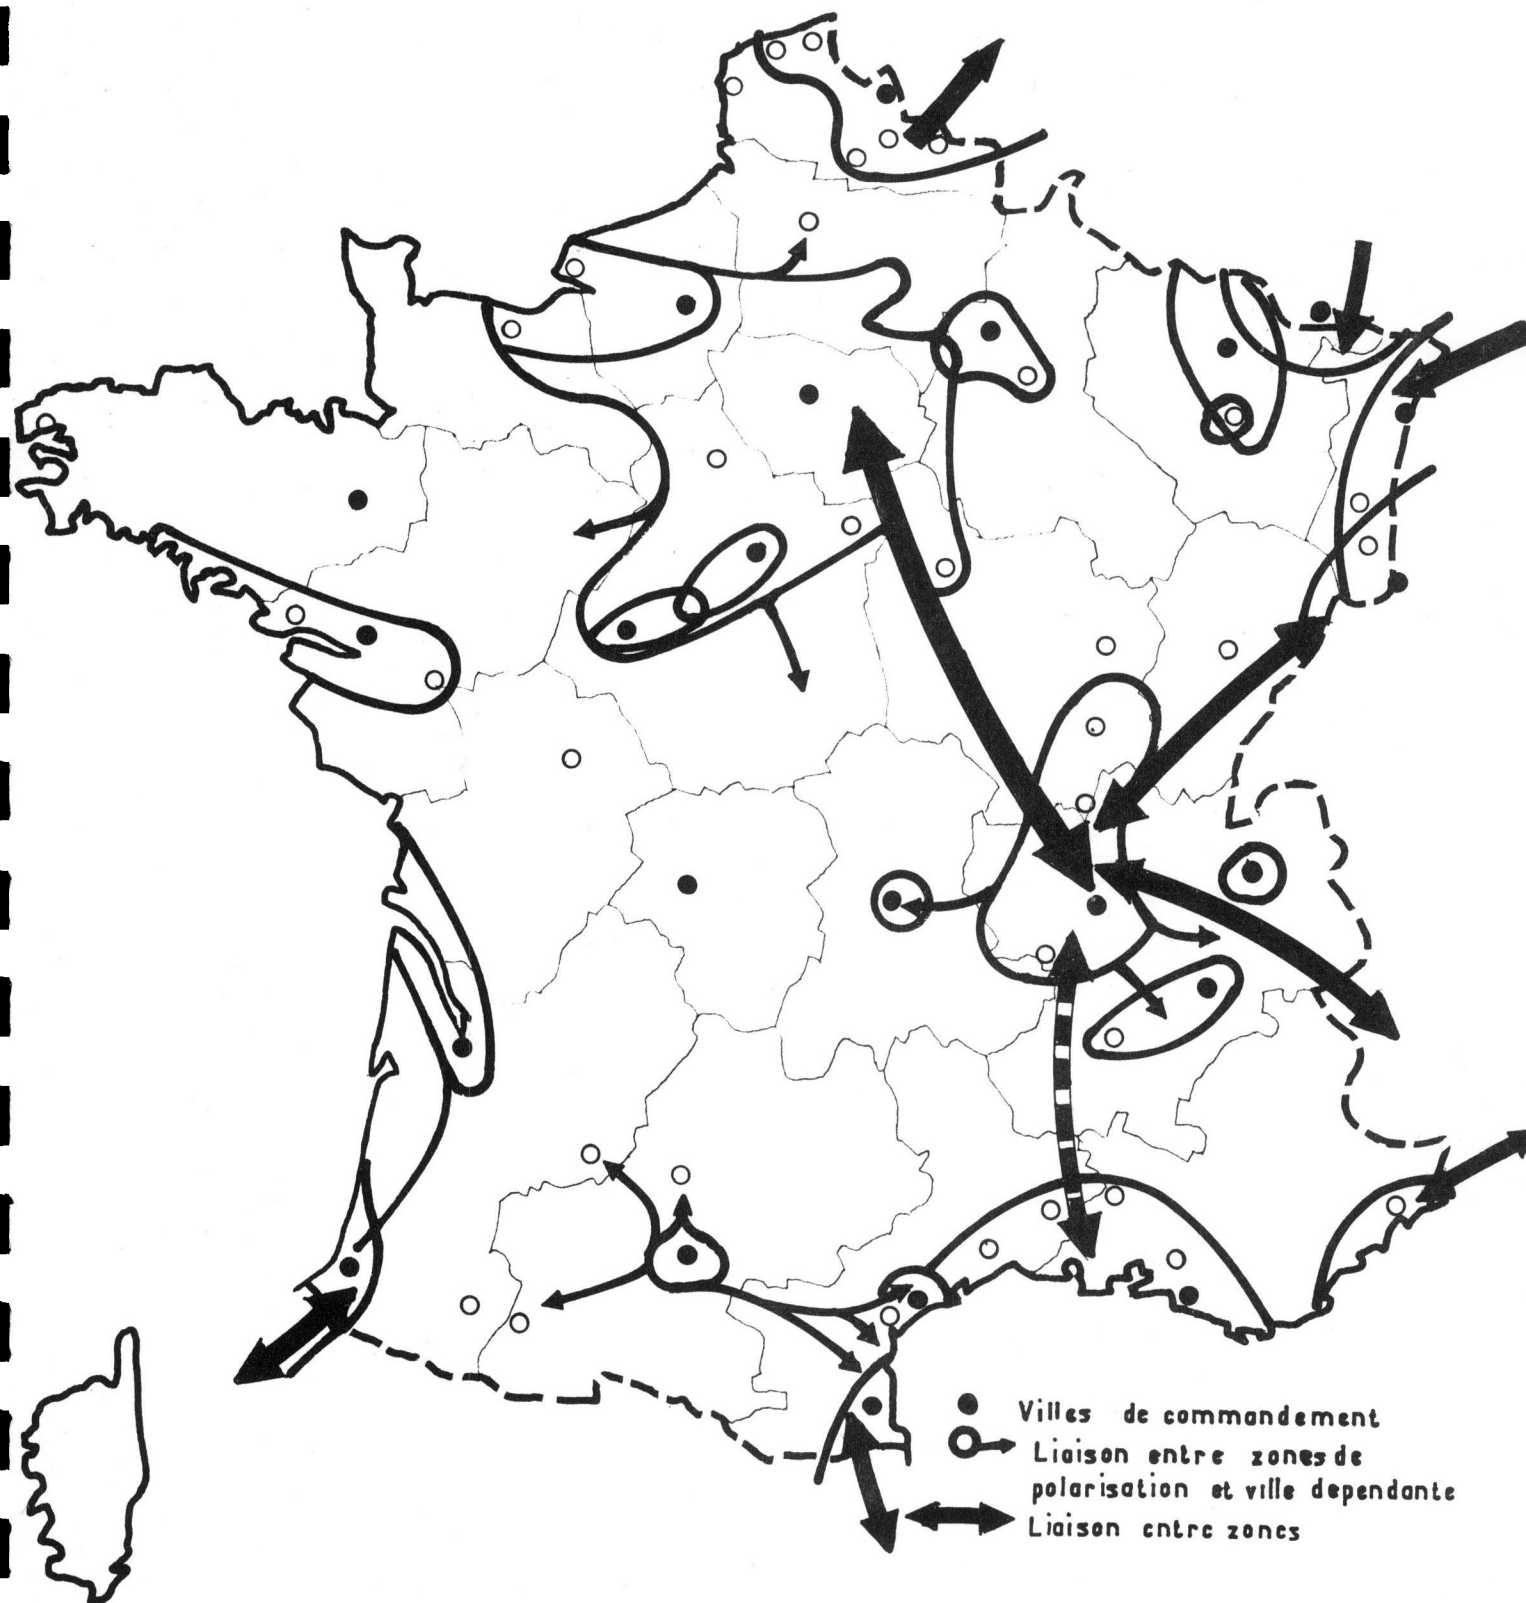 Villes de commandement
Liaison entre zones de
polarisation et ville dependante
Liaison entre zones